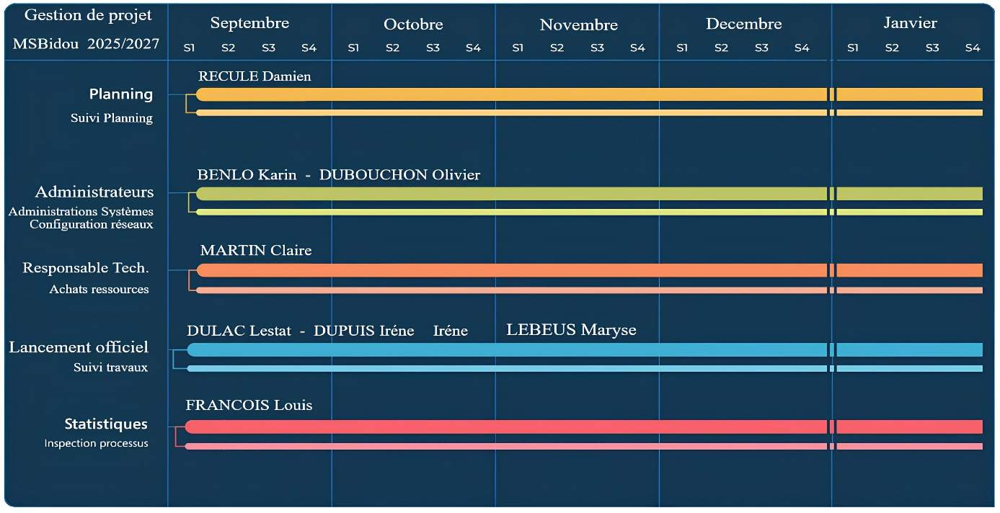 Gestion de projet
MSBidou 2025/2027
Septembre Octobre Novembre Decembre Janvier
S1 S2 S3 S4 S1 S2 S3 S4 S1 S2 S3 S4 S1 S2 S3 S4 S1 S2 S3 S4
RECULE Damien
Planning
Suivi Planning
BENLO Karin - DUBOUCHON Olivier
Administrateurs
Administrations Systèmes
Configuration réseaux
MARTIN Claire
Responsable Tech.
Achats ressources
DULAC Lestat - DUPUIS Iréne Iréne LEBEUS Maryse
Lancement officiel
Suivi travaux
FRANCOIS Louis
Statistiques
Inspection processus